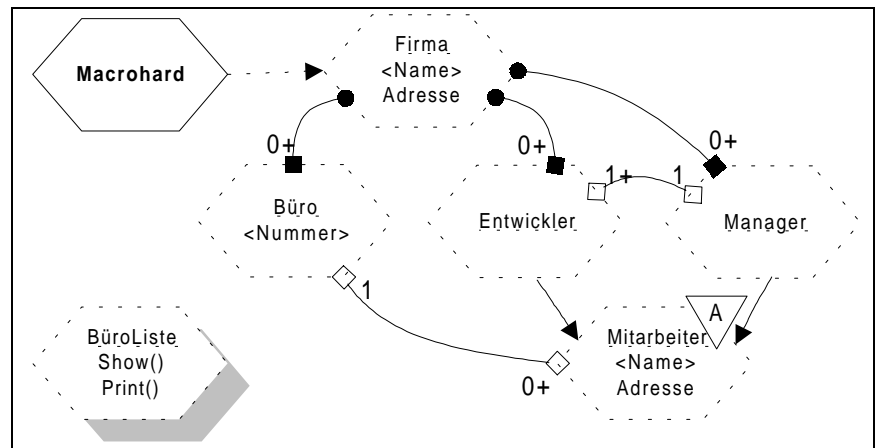 Macrohard
Firma
<Name>
Adresse
0+
0+
0+
1+
1
Büro
<Nummer>
Entwickler
Manager
1
A
BüroListe
Show()
Print()
Mitarbeiter
<Name>
Adresse
0+